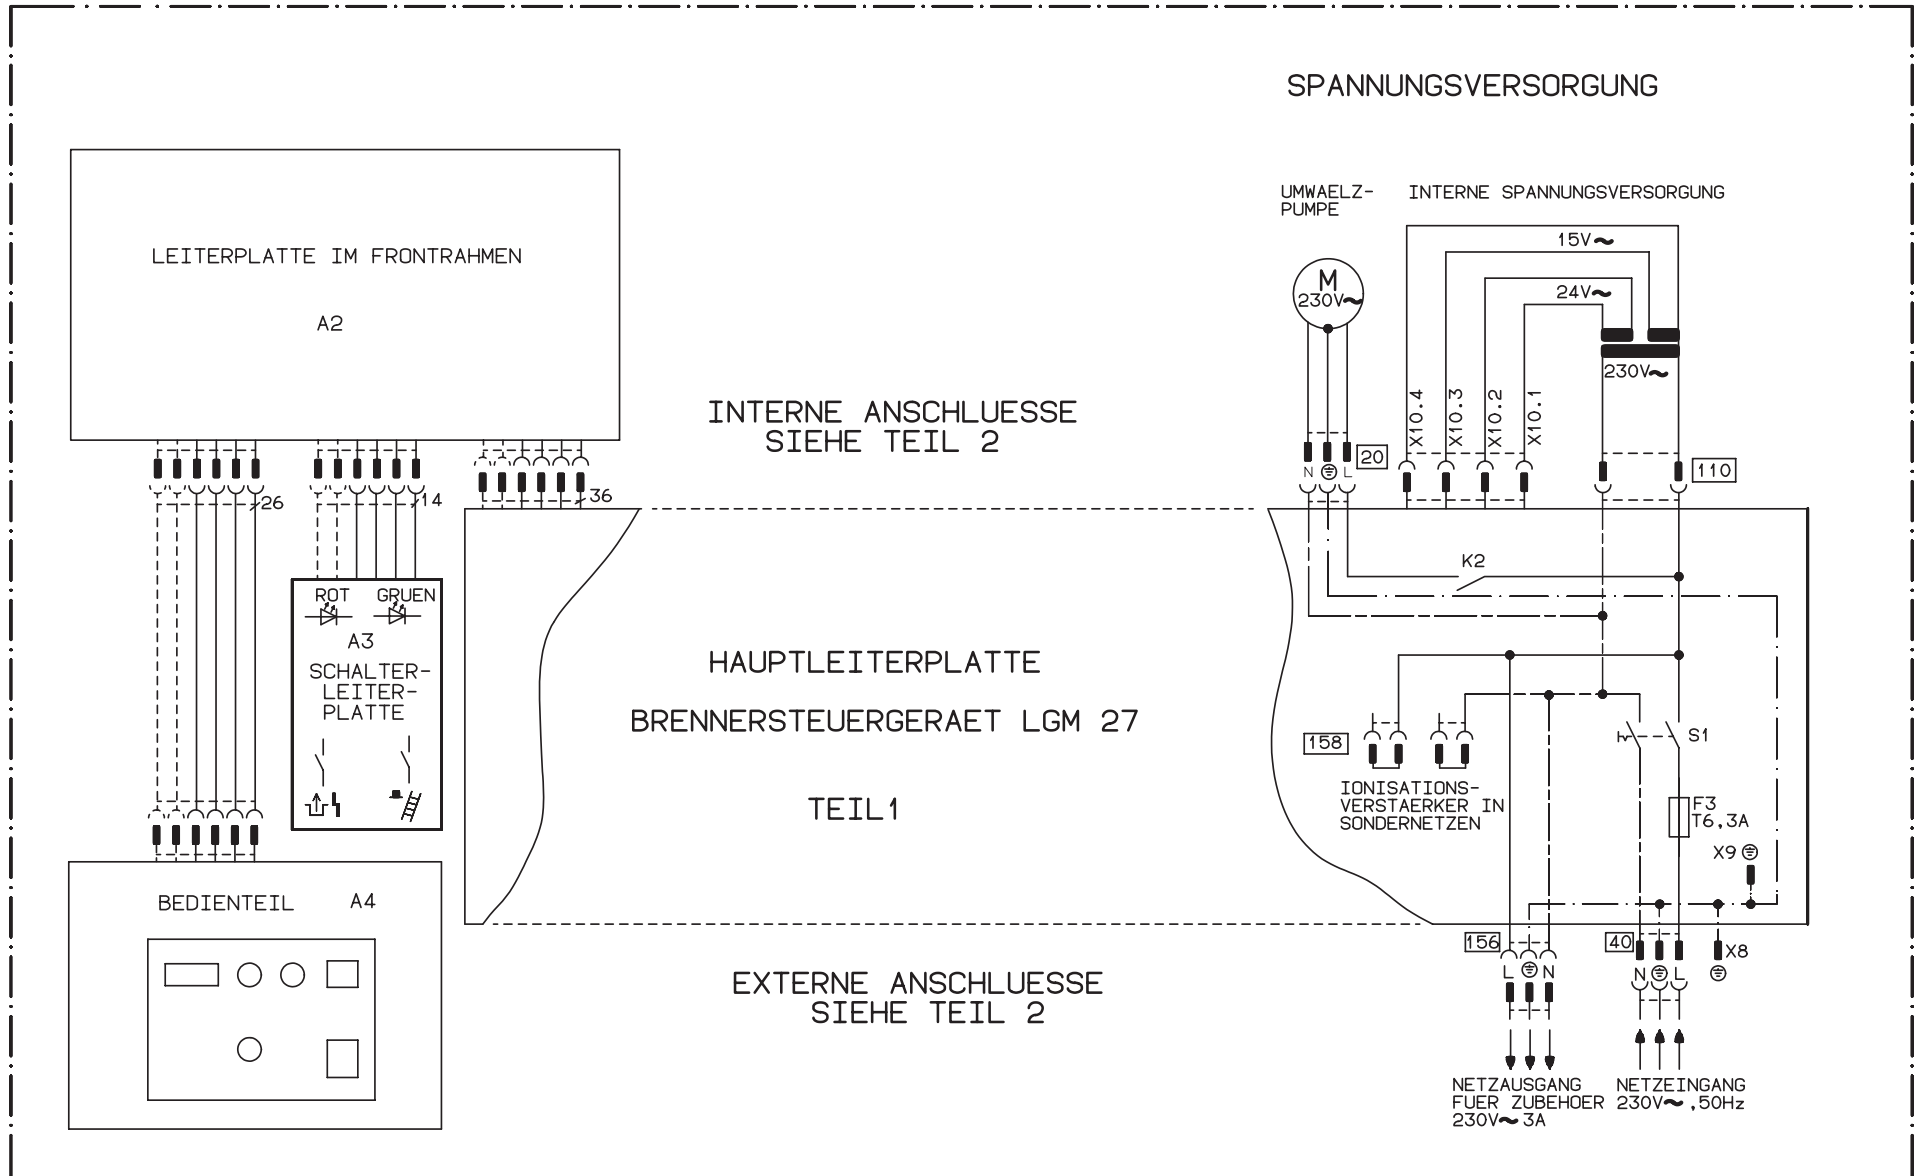 SPANNUNGSVERSORGUNG
LEITERPLATTE IM FRONTRAHMEN
A2
UMWAELZ-
PUMPE
INTERNE SPANNUNGSVERSORGUNG
15V~
24V~
M
230V~
230V~
X10.4
X10.3
X10.2
X10.1
INTERNE ANSCHLUESSE
SIEHE TEIL 2
N L
20
110
26
14
36
K2
ROT GRUEN
A3
SCHALTER-
LEITER-
PLATTE
HAUPTLEITERPLATTE
BRENNERSTEUERGERAET LGM 27
TEIL1
158
IONISATIONS-
VERSTAERKER IN
SONDERNETZEN
S1
F3
T6,3A
X9
BEDIENTEIL A4
EXTERNE ANSCHLUESSE
SIEHE TEIL 2
156
L N
40
N L
X8
NETZAUSGANG
FUER ZUBEHOER
230V~ 3A
NETZEINGANG
230V~ ,50Hz